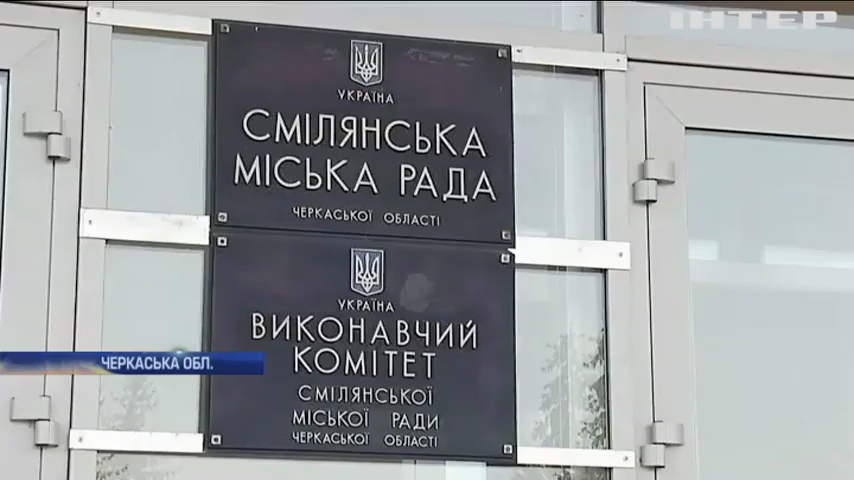 ІНТЕР
УКРАЇНА
СМІЛЯНСЬКА
МІСЬКА РАДА
ЧЕРКАСЬКОЇ ОБЛАСТІ
УКРАЇНА
ВИКОНАВЧИЙ
КОМІТЕТ
СМІЛЯНСЬКОЇ
МІСЬКОЇ РАДИ
ЧЕРКАСЬКОЇ ОБЛАСТІ
ЧЕРКАСЬКА ОБЛ.